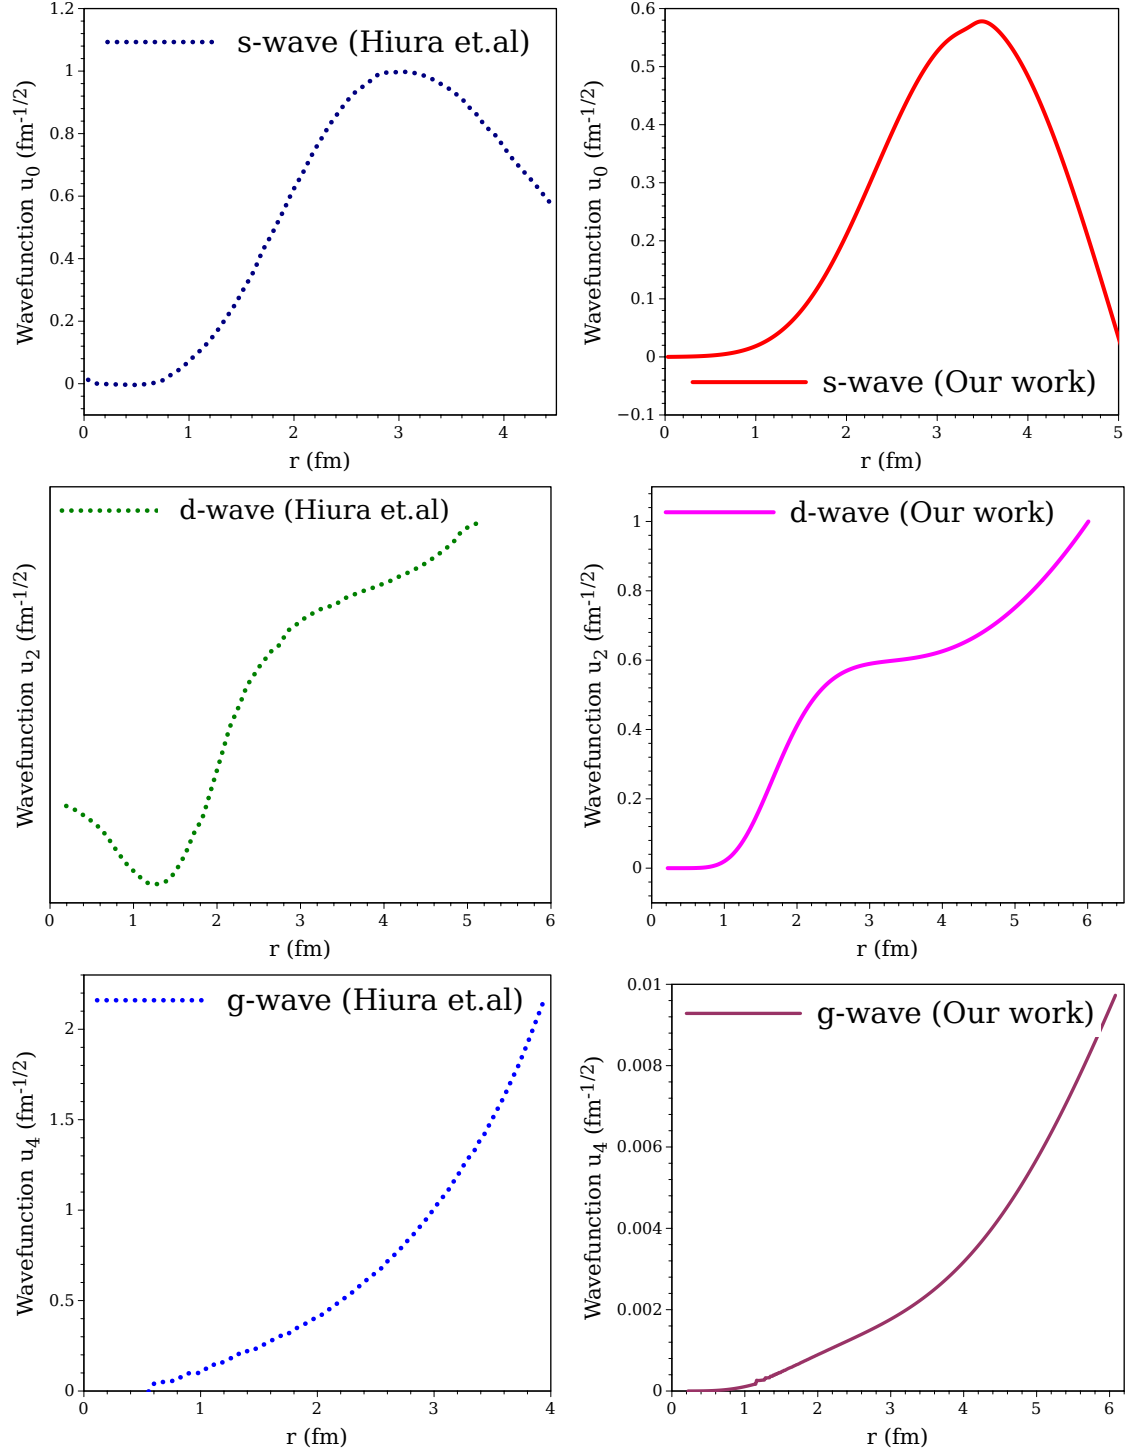 s-wave (Hiura et.al)
Wavefunction u0 (fm-1/2)
1.2
1
0.8
0.6
0.4
0.2
0
0 1 2 3 4
r (fm)
s-wave (Our work)
Wavefunction u0 (fm-1/2)
0.6
0.5
0.4
0.3
0.2
0.1
0
−0.1
0 1 2 3 4 5
r (fm)
d-wave (Hiura et.al)
Wavefunction u2 (fm-1/2)
0 1 2 3 4 5 6
r (fm)
d-wave (Our work)
Wavefunction u2 (fm-1/2)
1
0.8
0.6
0.4
0.2
0
0 1 2 3 4 5 6
r (fm)
g-wave (Hiura et.al)
Wavefunction u4 (fm-1/2)
2
1.5
1
0.5
0
0 1 2 3 4
r (fm)
g-wave (Our work)
Wavefunction u4 (fm-1/2)
0.01
0.008
0.006
0.004
0.002
0
0 1 2 3 4 5 6
r (fm)